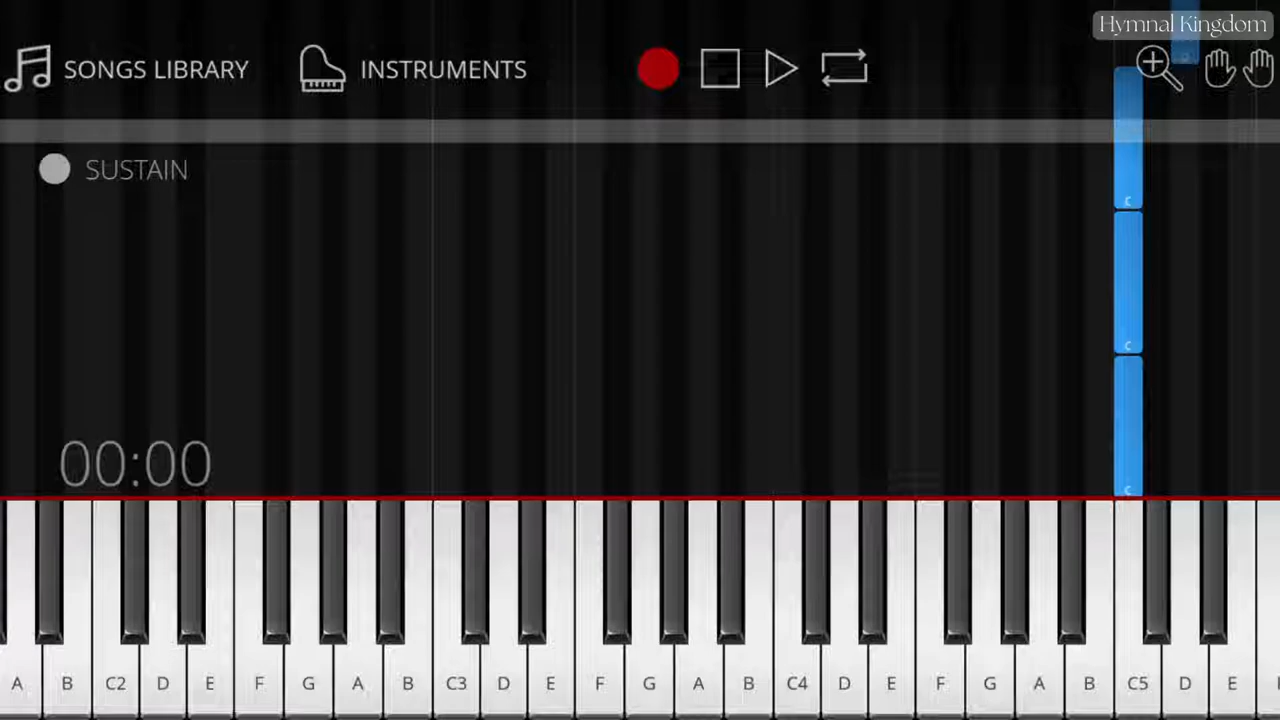 Hymnal Kingdom
SONGS LIBRARY
INSTRUMENTS
SUSTAIN
C
C
C
00:00
A B C2 D E F G A B C3 D E F G A B C4 D E F G A B C5 D E